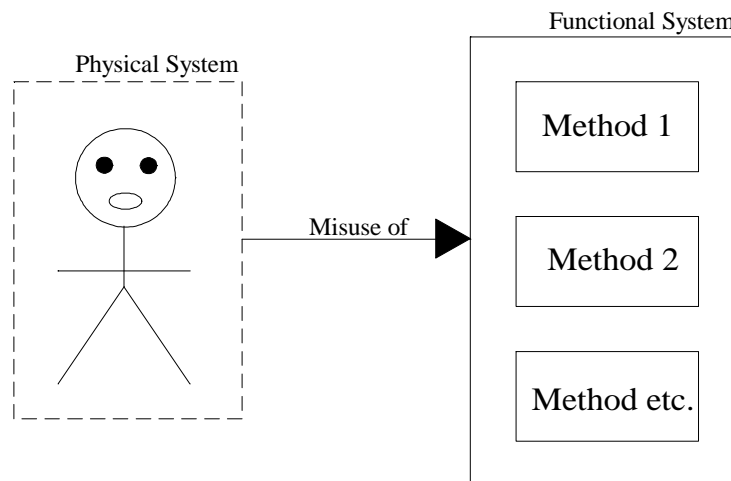 Functional System
Physical System
Method 1
Misuse of
Method 2
Method etc.